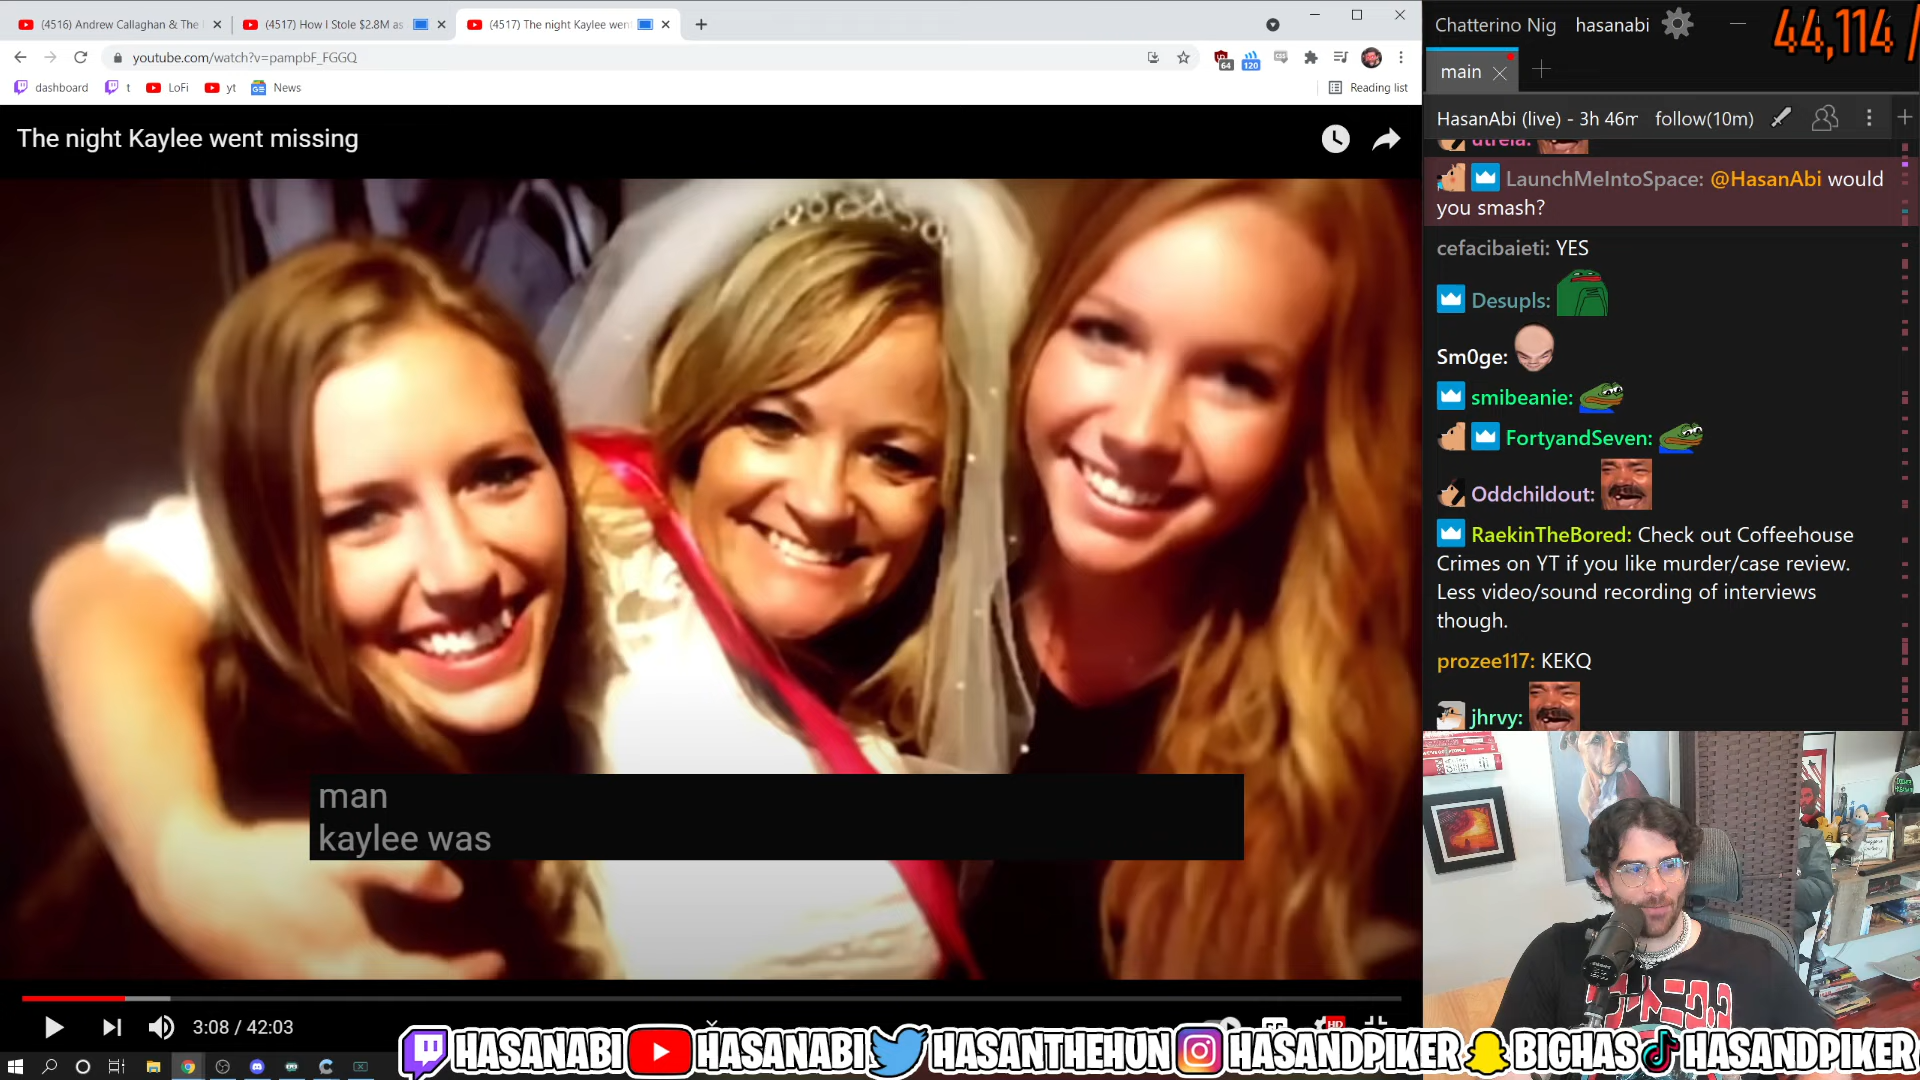 (4516) Andrew Callaghan & The
(4517) How I Stole $2.8M as
(4517) The night Kaylee wen
youtube.com/watch?v=pampbF_FGGQ
64
120
dashboard
t
LoFi
yt
News
Reading list
The night Kaylee went missing
man
kaylee was
3:08 / 42:03
HD
Chatterino Nig
hasanabi
44,114 /
main
HasanAbi (live) - 3h 46m
follow(10m)
LaunchMeIntoSpace: @HasanAbi would
you smash?
cefacibaieti: YES
Desupls:
Sm0ge:
smibeanie:
FortyandSeven:
Oddchildout:
RaekinTheBored: Check out Coffeehouse
Crimes on YT if you like murder/case review.
Less video/sound recording of interviews
though.
prozee117: KEKQ
jhrvy:
HASANABI
HASANABI
HASANTHEHUN
HASANDPIKER
BIGHAS
HASANDPIKER